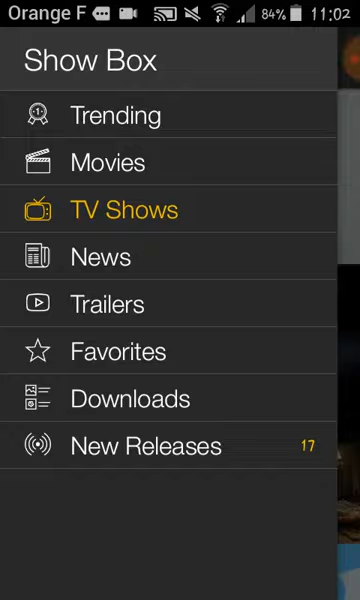 Orange F 84% 11:02
Show Box
Trending
Movies
TV Shows
News
Trailers
Favorites
Downloads
New Releases 17